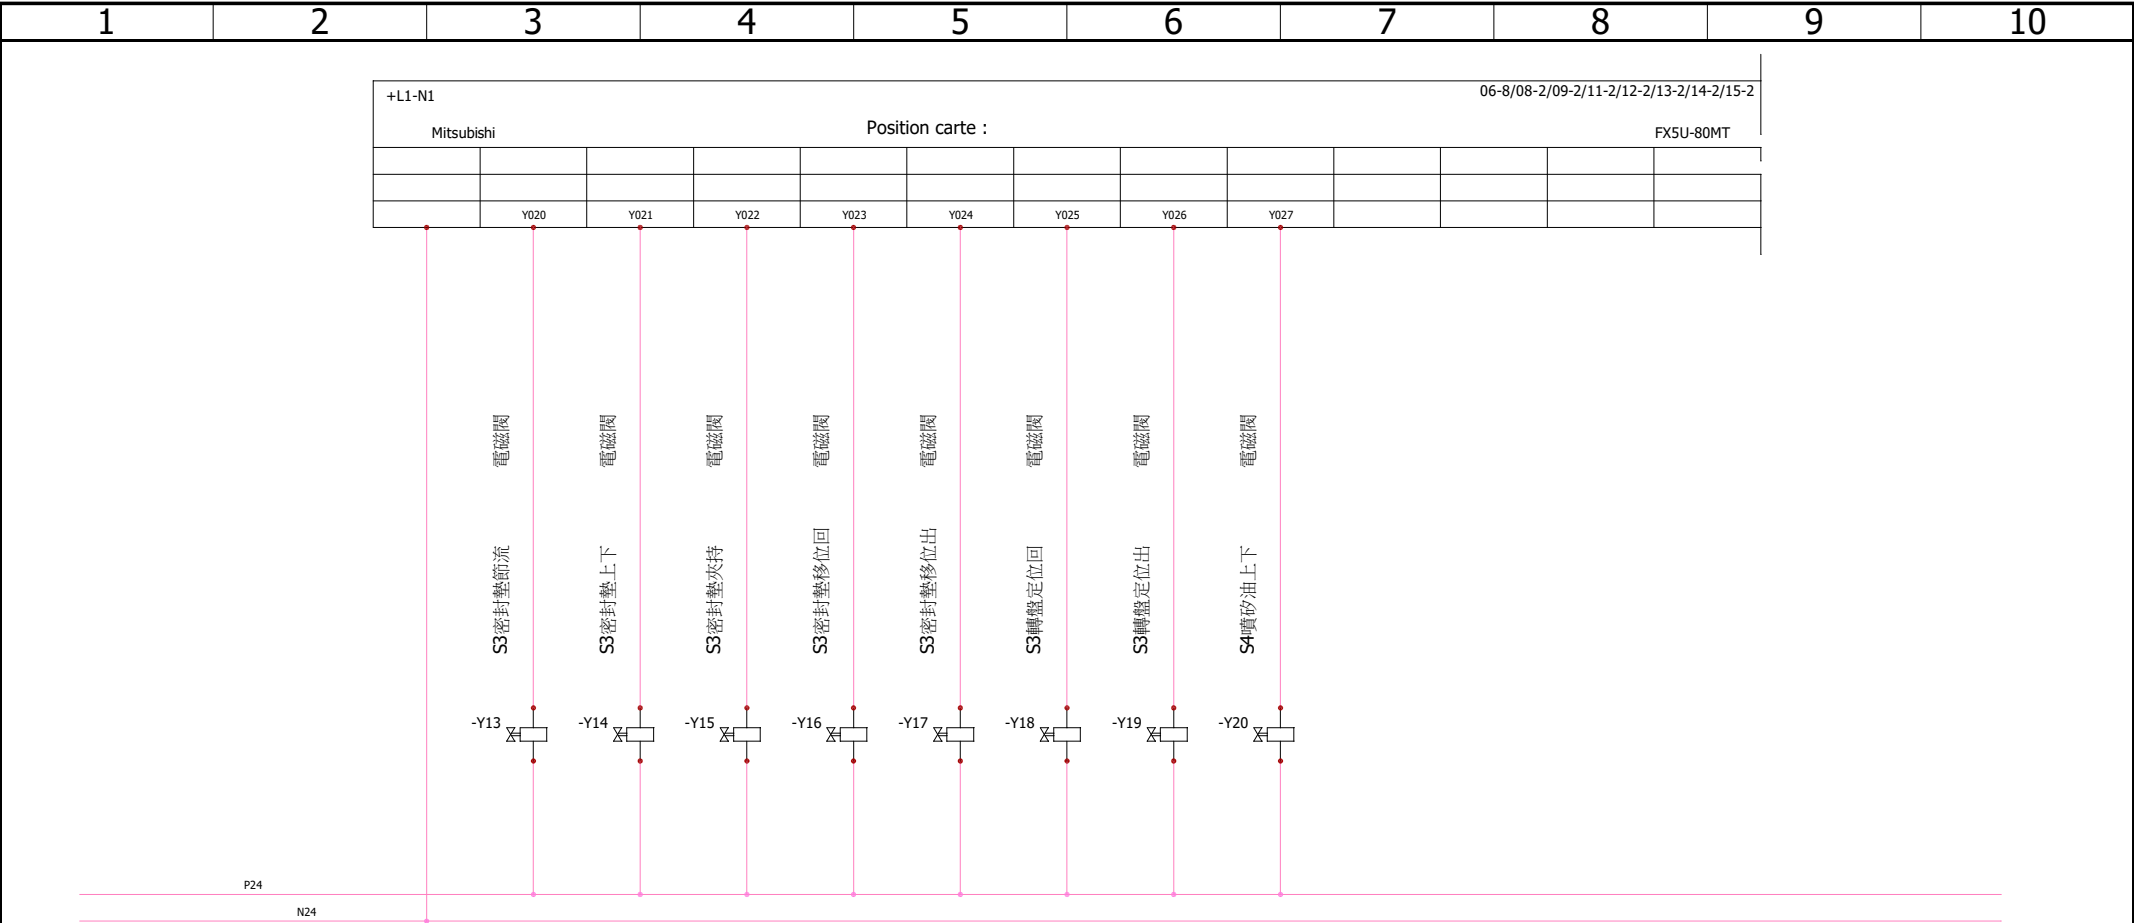 1 2 3 4 5 6 7 8 9 10
+L1-N1 06-8/08-2/09-2/11-2/12-2/13-2/14-2/15-2
Mitsubishi Position carte : FX5U-80MT
Y020 Y021 Y022 Y023 Y024 Y025 Y026 Y027
S3密封墊節流 電磁閥
S3密封墊上下 電磁閥
S3密封墊夾持 電磁閥
S3密封墊移位回 電磁閥
S3密封墊移位出 電磁閥
S3轉盤定位回 電磁閥
S3轉盤定位出 電磁閥
S4噴矽油上下 電磁閥
-Y13 -Y14 -Y15 -Y16 -Y17 -Y18 -Y19 -Y20
P24
N24